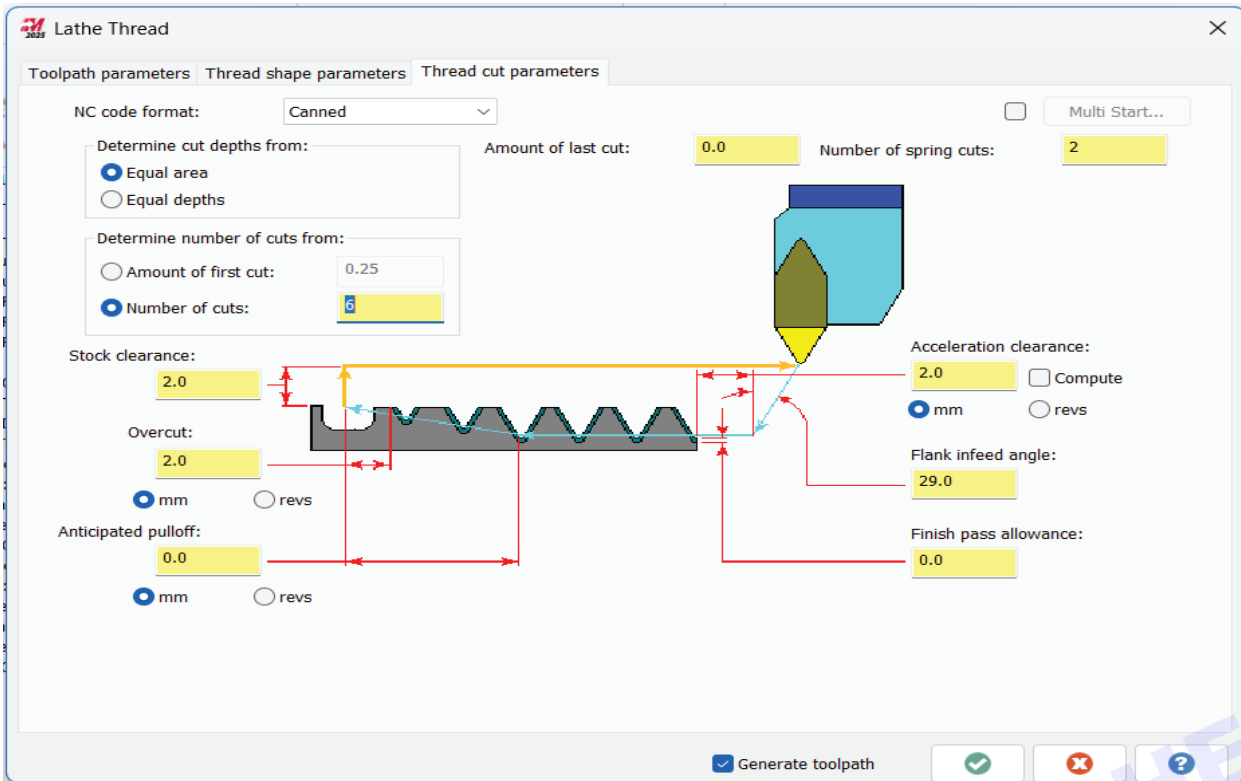 2025 Lathe Thread
Toolpath parameters Thread shape parameters Thread cut parameters
NC code format: Canned Multi Start...
Determine cut depths from: Amount of last cut: 0.0 Number of spring cuts: 2
Equal area
Equal depths
Determine number of cuts from:
Amount of first cut: 0.25
Number of cuts: 6
Stock clearance: Acceleration clearance:
2.0 2.0 Compute
mm revs
Overcut: Flank infeed angle:
2.0 29.0
mm revs
Anticipated pulloff: Finish pass allowance:
0.0 0.0
mm revs
Generate toolpath ?